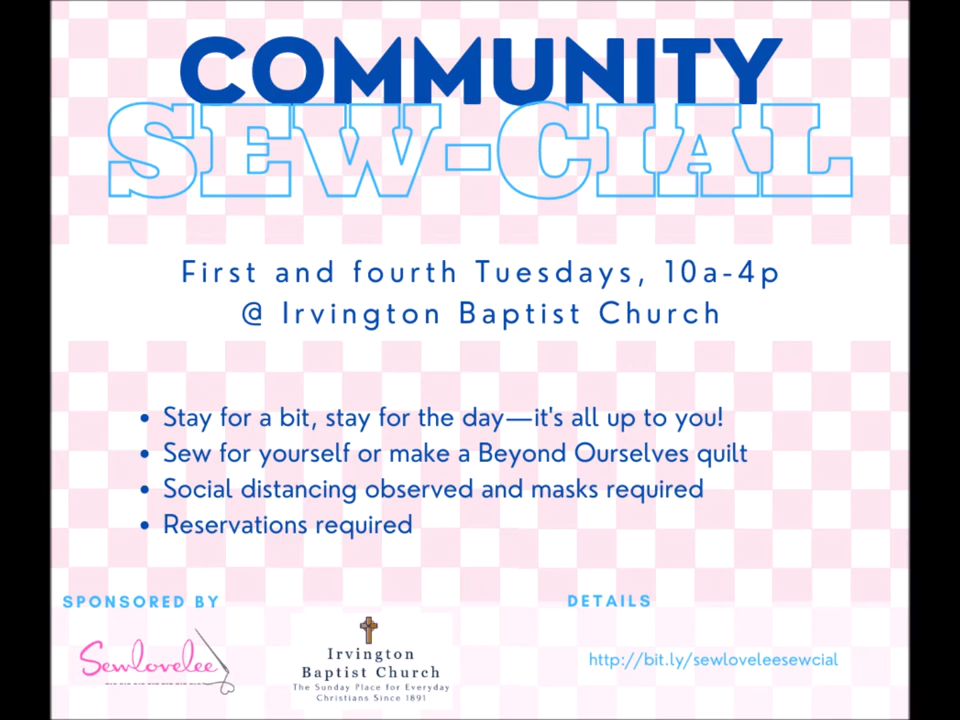 COMMUNITY
SEW-CIAL
First and fourth Tuesdays, 10a-4p
@ Irvington Baptist Church
• Stay for a bit, stay for the day—it's all up to you!
• Sew for yourself or make a Beyond Ourselves quilt
• Social distancing observed and masks required
• Reservations required
SPONSORED BY
Sewlovelee
Irvington
Baptist Church
The Sunday Place for Everyday
Christians Since 1891
DETAILS
http://bit.ly/sewloveleesewcial